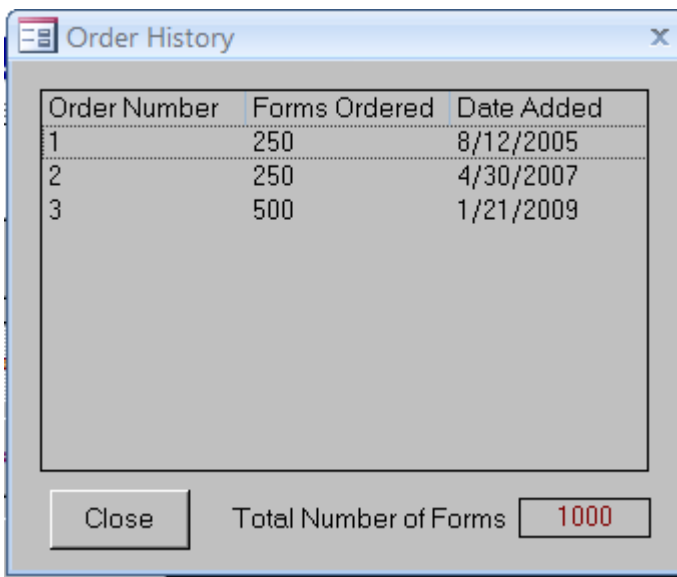 Order History
Order Number Forms Ordered Date Added
1 250 8/12/2005
2 250 4/30/2007
3 500 1/21/2009
Close Total Number of Forms 1000